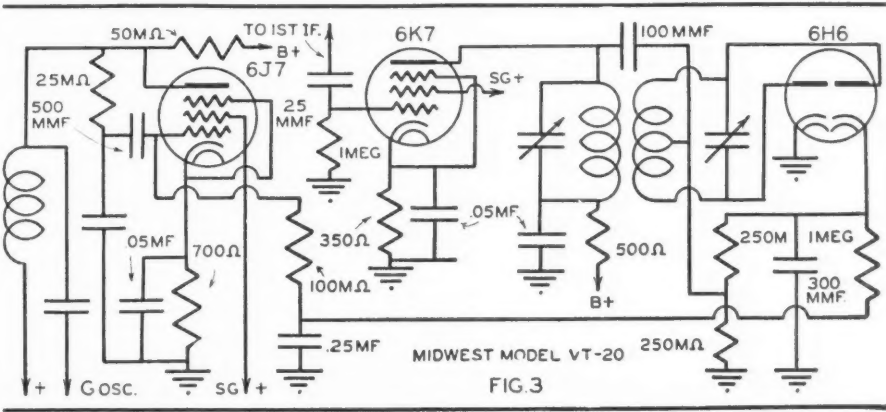 50MΩ
B+
TO 1ST I.F.
6K7
100 MMF
6H6
25MΩ
6J7
SG+
500
MMF
25
MMF
1MEG
.05MF
700Ω
350Ω
.05MF
100MΩ
500Ω
B+
250M
1MEG
300
MMF.
.25MF
250MΩ
MIDWEST MODEL VT-20
FIG.3
+
G OSC.
SG
+